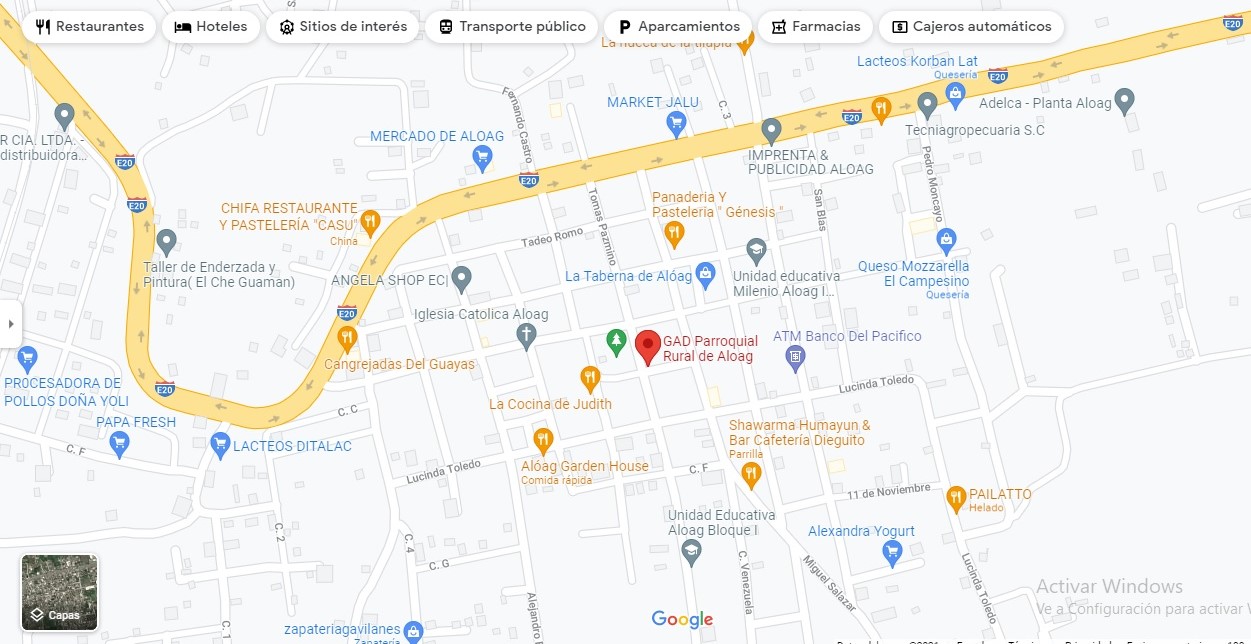 Restaurantes
Hoteles
Sitios de interés
Transporte público
Aparcamientos
Farmacias
Cajeros automáticos
E20
La hueca de la tilapia
Lacteos Korban Lat
Quesería
E20
Adelca - Planta Aloag
Fernando Castro
MARKET JALU
C. 3
E20
Tecniagropecuaria S.C
R CIA. LTDA. -
distribuidora...
E20
MERCADO DE ALOAG
IMPRENTA &
PUBLICIDAD ALOAG
Pedro Moncayo
E20
E20
CHIFA RESTAURANTE
Y PASTELERÍA "CASU"
China
Tomas Pazmino
Panaderia Y
Pasteleria " Génesis "
San Blas
Tadeo Romo
Taller de Enderzada y
Pintura( El Che Guaman)
ANGELA SHOP EC|
La Taberna de Alóag
Unidad educativa
Milenio Aloag I...
Queso Mozzarella
El Campesino
Quesería
E20
Iglesia Catolica Aloag
GAD Parroquial
Rural de Aloag
ATM Banco Del Pacifico
Cangrejadas Del Guayas
PROCESADORA DE
POLLOS DOÑA YOLI
E20
Lucinda Toledo
La Cocina de Judith
C. C
PAPA FRESH
LACTEOS DITALAC
C. F
Shawarma Humayun &
Bar Cafetería Dieguito
Parrilla
Lucinda Toledo
Alóag Garden House
Comida rápida
C. F
11 de Noviembre
PAILATTO
Helado
Unidad Educativa
Aloag Bloque I
Alexandra Yogurt
C. 2
C. 4
C. G
C. Venezuela
Miguel Salazar
Lucinda Toledo
Alejandro
Activar Windows
Ve a Configuración para activar
Capas
C. 1
Google
zapateriagavilanes
Zapatería